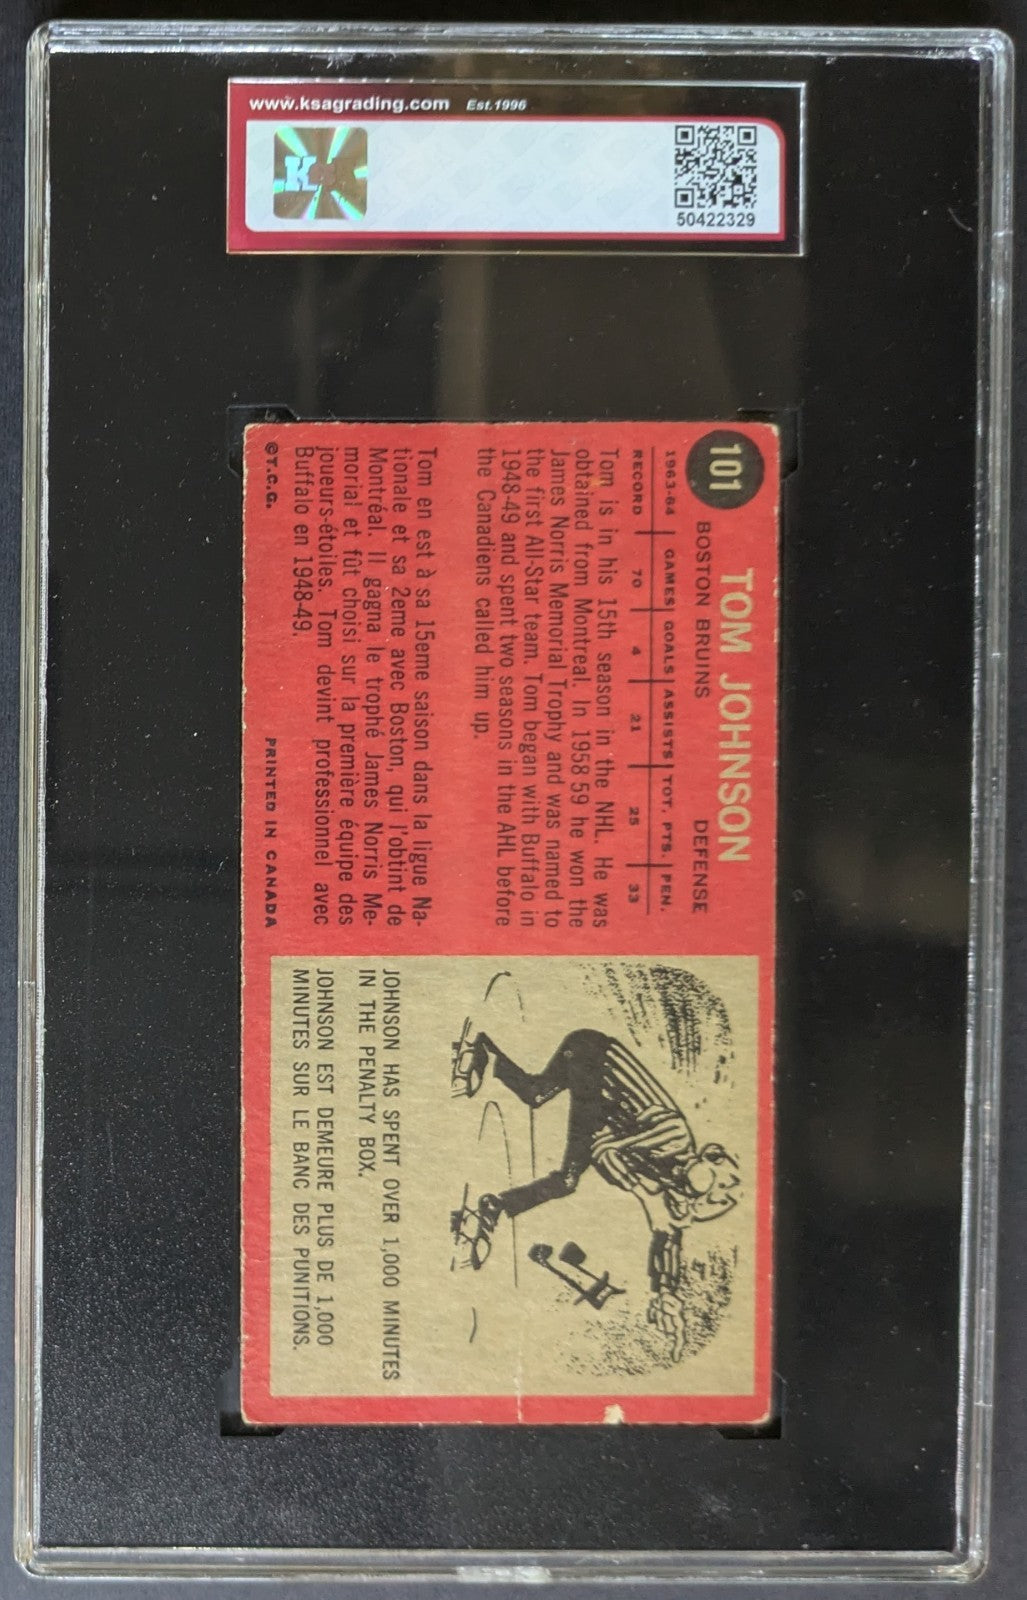 www.ksagrading.com Est. 1996
KSA
50422329
101
TOM JOHNSON
BOSTON BRUINS DEFENSE
1963-64 GAMES GOALS ASSISTS TOT. PTS. PEN.
RECORD 70 4 21 25 33
Tom is in his 15th season in the NHL. He was
obtained from Montreal. In 1958 59 he won the
James Norris Memorial Trophy and was named to
the first All-Star team. Tom began with Buffalo in
1948-49 and spent two seasons in the AHL before
the Canadiens called him up.
Tom en est à sa 15eme saison dans la ligue Na-
tionale et sa 2eme avec Boston, qui l'obtint de
Montréal. Il gagna le trophé James Norris Me-
morial et fût choisi sur la première équipe des
joueurs-étoiles. Tom devint professionnel avec
Buffalo en 1948-49.
©T.C.G. PRINTED IN CANADA
JOHNSON HAS SPENT OVER 1,000 MINUTES
IN THE PENALTY BOX.
JOHNSON EST DEMEURE PLUS DE 1,000
MINUTES SUR LE BANC DES PUNITIONS.